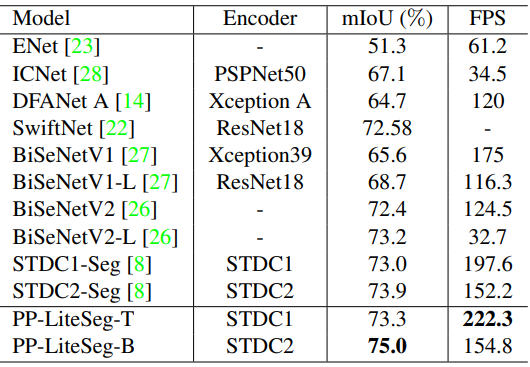 Model Encoder mIoU (%) FPS
ENet [23] - 51.3 61.2
ICNet [28] PSPNet50 67.1 34.5
DFANet A [14] Xception A 64.7 120
SwiftNet [22] ResNet18 72.58 -
BiSeNetV1 [27] Xception39 65.6 175
BiSeNetV1-L [27] ResNet18 68.7 116.3
BiSeNetV2 [26] - 72.4 124.5
BiSeNetV2-L [26] - 73.2 32.7
STDC1-Seg [8] STDC1 73.0 197.6
STDC2-Seg [8] STDC2 73.9 152.2
PP-LiteSeg-T STDC1 73.3 222.3
PP-LiteSeg-B STDC2 75.0 154.8